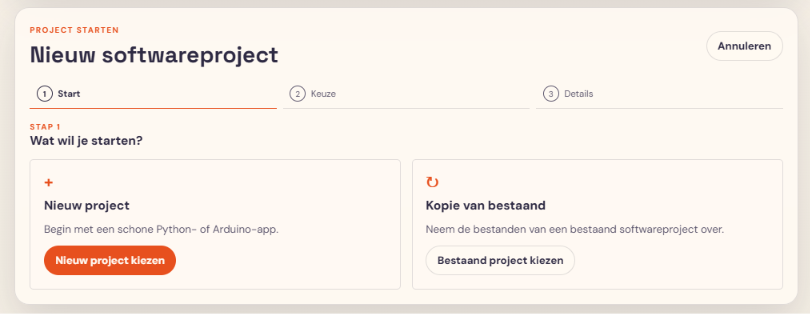 PROJECT STARTEN
Nieuw softwareproject
Annuleren
1 Start
2 Keuze
3 Details
STAP 1
Wat wil je starten?
+
Nieuw project
Begin met een schone Python- of Arduino-app.
Nieuw project kiezen
↻
Kopie van bestaand
Neem de bestanden van een bestaand softwareproject over.
Bestaand project kiezen